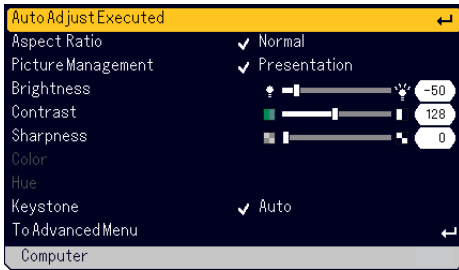 Auto Adjust Executed
Aspect Ratio Normal
Picture Management Presentation
Brightness -50
Contrast 128
Sharpness 0
Color
Hue
Keystone Auto
To Advanced Menu
Computer